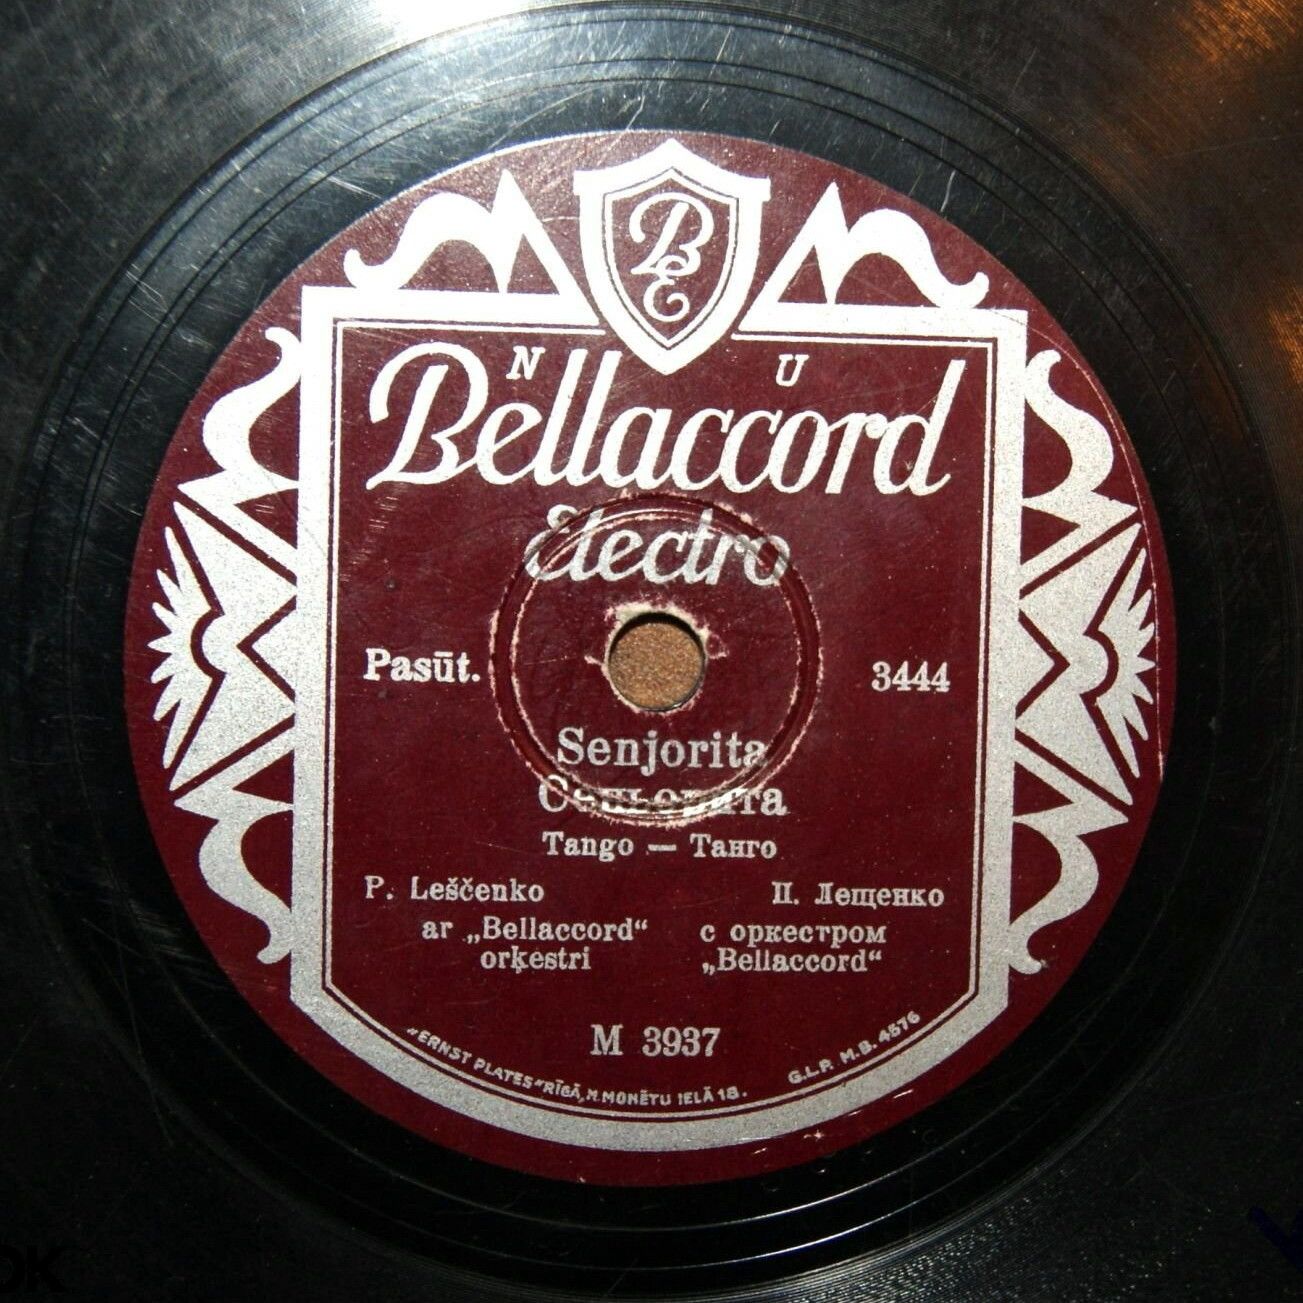 BE
N U
Bellaccord
Electro
Pasūt. 3444
Senjorita
Сеньорита
Tango — Танго
P. Leščenko П. Лещенко
ar „Bellaccord“ с оркестром
orķestri „Bellaccord“
M 3937
„ERNST PLATES“ RĪGĀ, M. MONĒTU IELĀ 18. G.L.P. M.B. 4576
OK